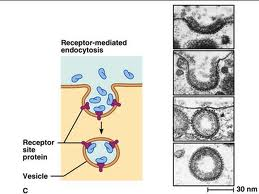 Receptor-mediated
endocytosis
Receptor
site
protein
Vesicle
C
30 nm